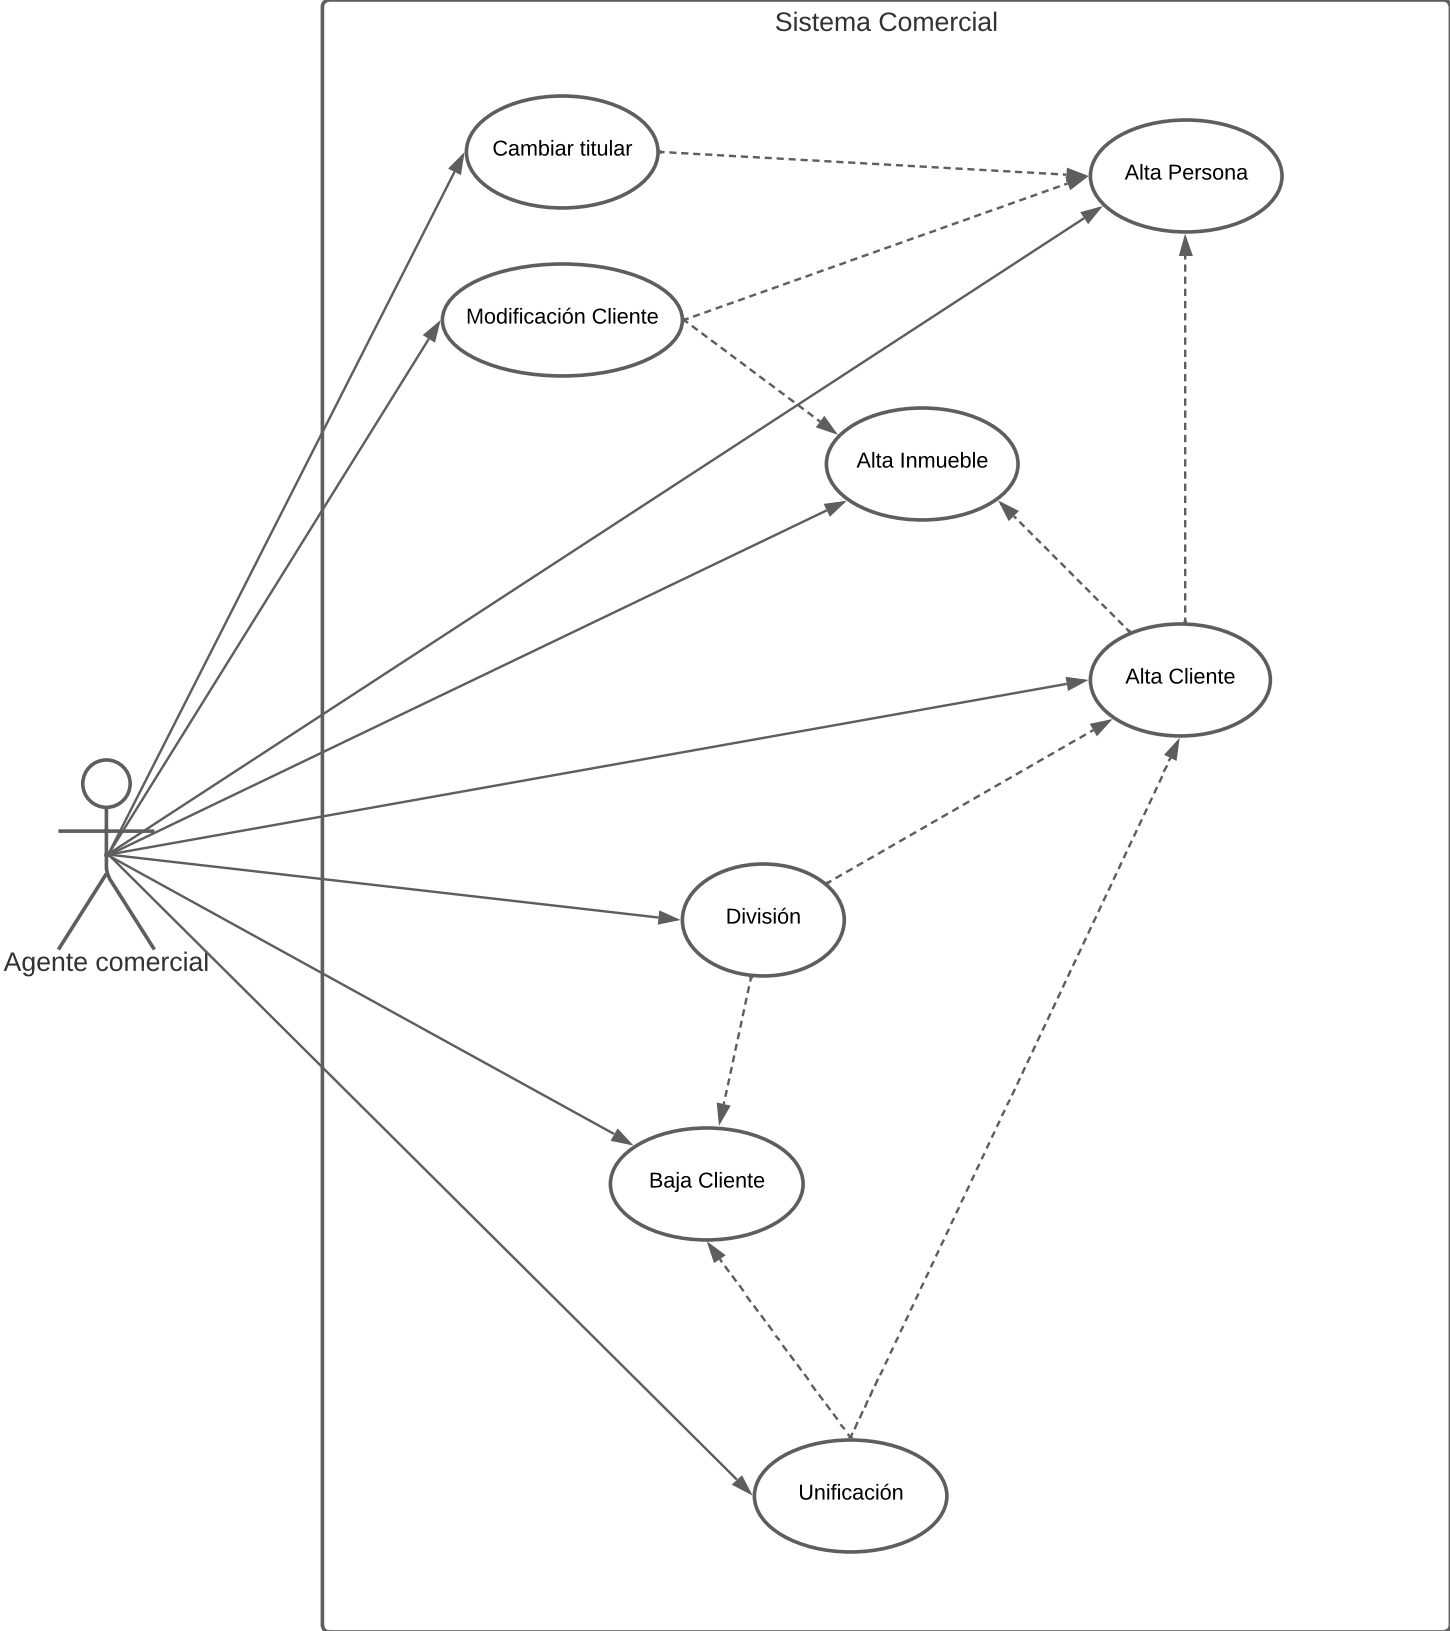 Sistema Comercial
Cambiar titular
Alta Persona
Modificación Cliente
Alta Inmueble
Alta Cliente
División
Agente comercial
Baja Cliente
Unificación